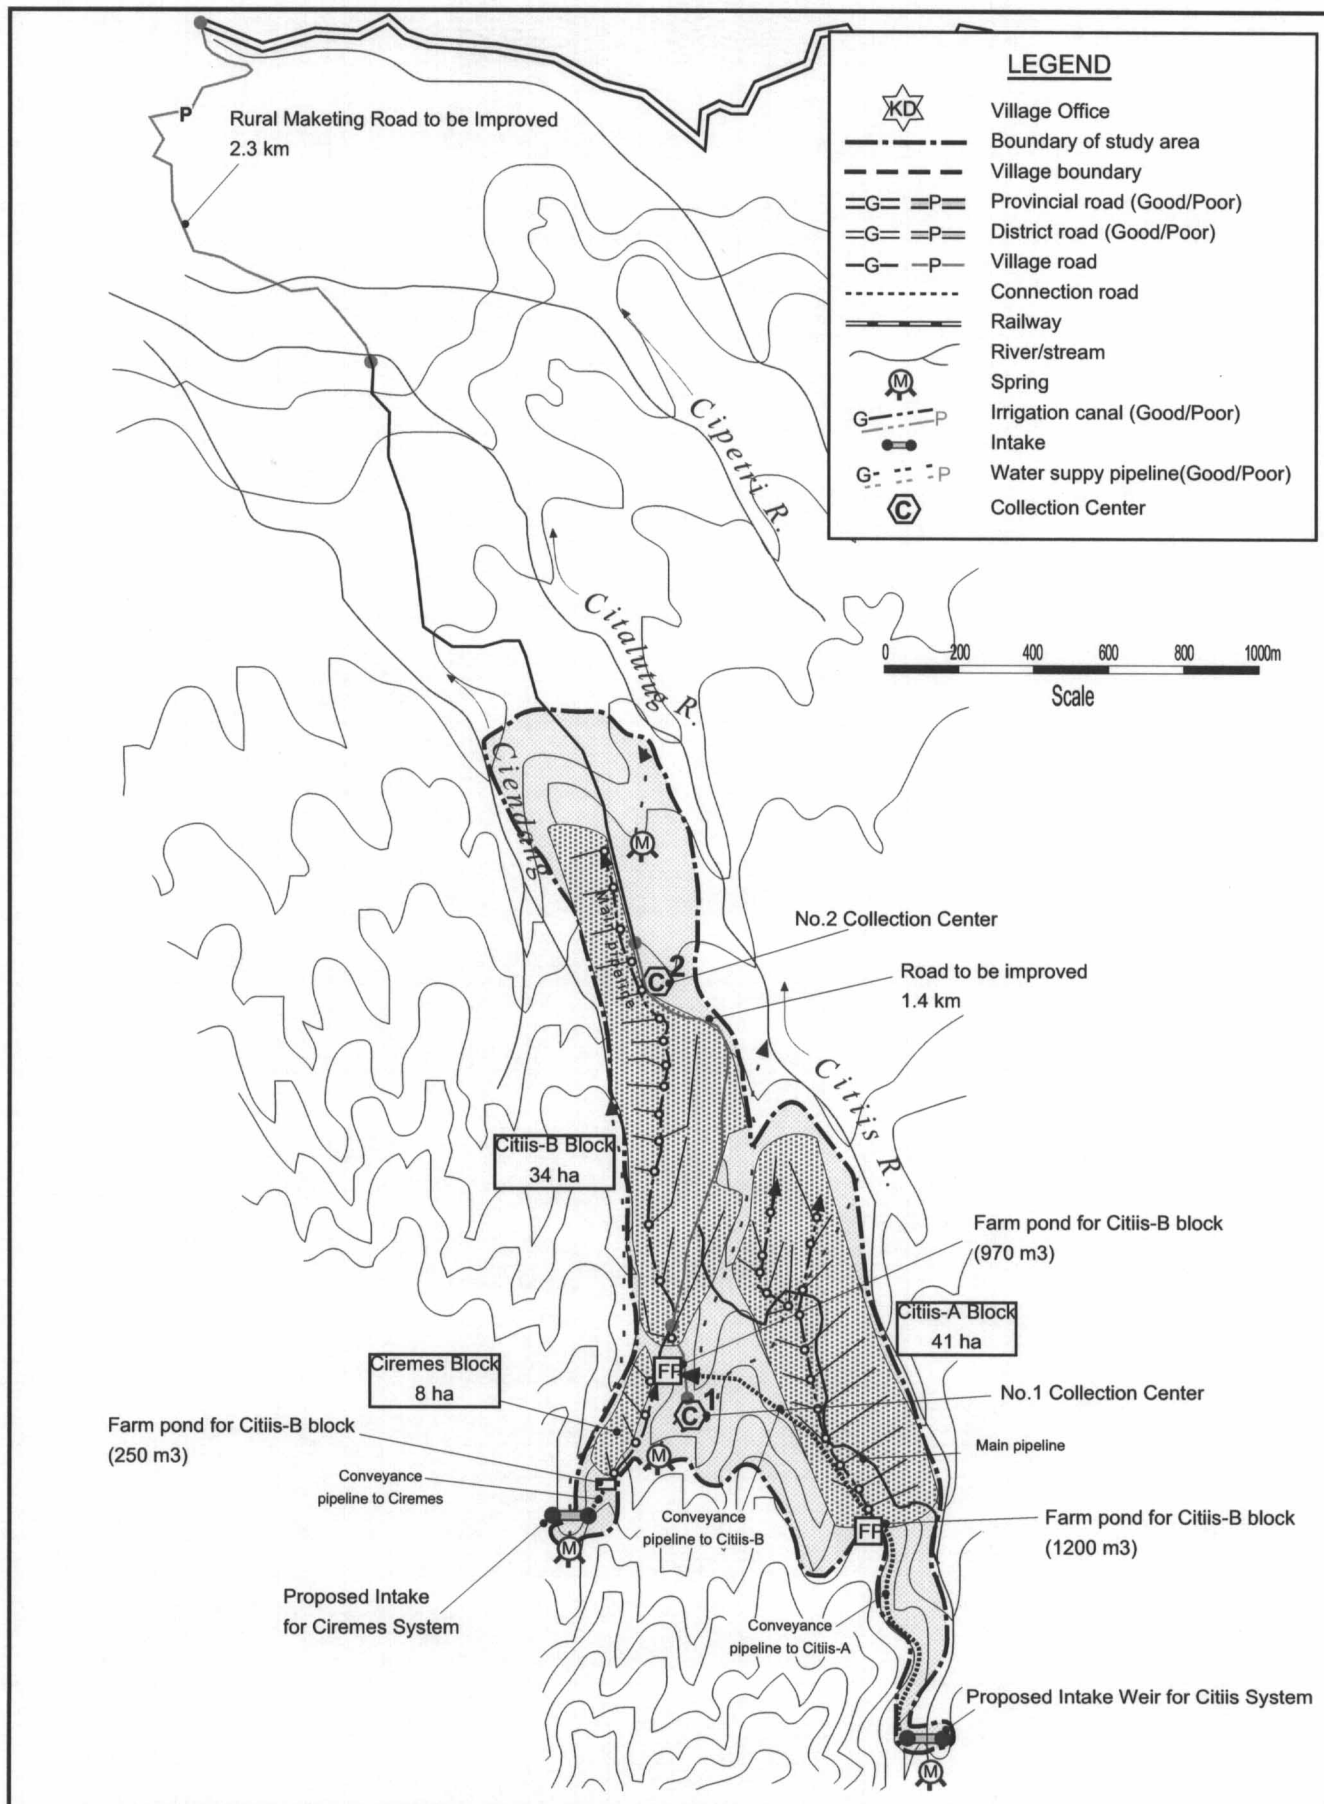 LEGEND
KD Village Office
Boundary of study area
Village boundary
G P Provincial road (Good/Poor)
G P District road (Good/Poor)
G P Village road
Connection road
Railway
River/stream
M Spring
G P Irrigation canal (Good/Poor)
Intake
G P Water suppy pipeline(Good/Poor)
C Collection Center
P
Rural Maketing Road to be Improved
2.3 km
Cipetri R.
Citalutug R.
0 200 400 600 800 1000m
Scale
Ciendang
M
Main pipeline
No.2 Collection Center
C 2
Road to be improved
1.4 km
Citiis R.
Citiis-B Block
34 ha
Farm pond for Citiis-B block
(970 m3)
Citiis-A Block
41 ha
Ciremes Block
8 ha
FP
No.1 Collection Center
C 1
Farm pond for Citiis-B block
(250 m3)
Main pipeline
M
Conveyance
pipeline to Ciremes
Conveyance
pipeline to Citiis-B
Farm pond for Citiis-B block
(1200 m3)
FP
M
Proposed Intake
for Ciremes System
Conveyance
pipeline to Citiis-A
Proposed Intake Weir for Citiis System
M